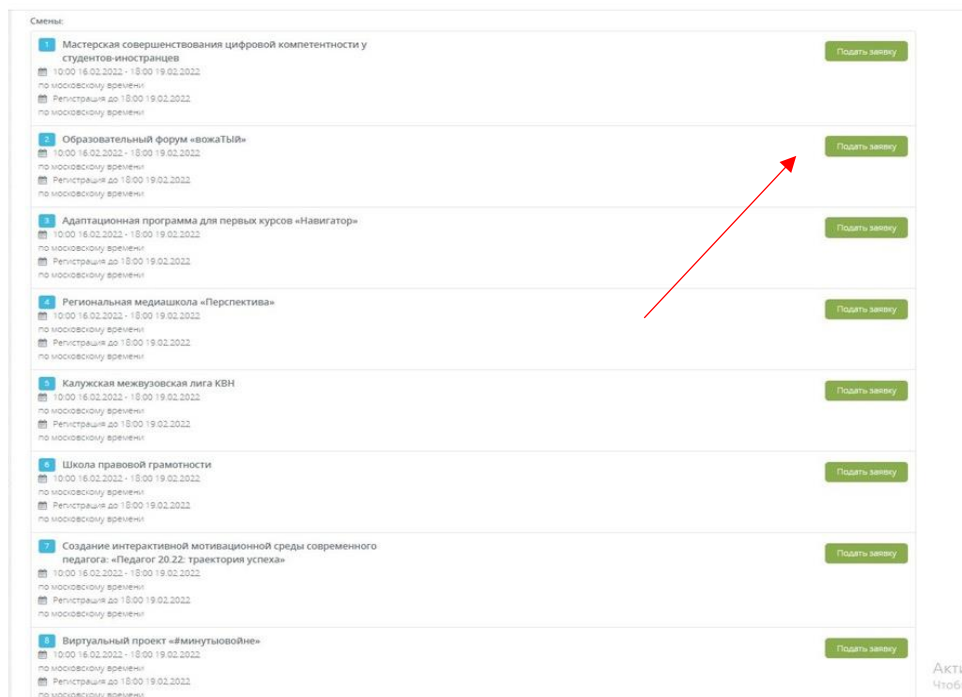 Смены:
1 Мастерская совершенствования цифровой компетентности у
студентов-иностранцев
10:00 16.02.2022 - 18:00 19.02.2022
по московскому времени
Регистрация до 18:00 19.02.2022
по московскому времени
Подать заявку
2 Образовательный форум «вожаТЫй»
10:00 16.02.2022 - 18:00 19.02.2022
по московскому времени
Регистрация до 18:00 19.02.2022
по московскому времени
Подать заявку
3 Адаптационная программа для первых курсов «Навигатор»
10:00 16.02.2022 - 18:00 19.02.2022
по московскому времени
Регистрация до 18:00 19.02.2022
по московскому времени
Подать заявку
4 Региональная медиашкола «Перспектива»
10:00 16.02.2022 - 18:00 19.02.2022
по московскому времени
Регистрация до 18:00 19.02.2022
по московскому времени
Подать заявку
5 Калужская межвузовская лига КВН
10:00 16.02.2022 - 18:00 19.02.2022
по московскому времени
Регистрация до 18:00 19.02.2022
по московскому времени
Подать заявку
6 Школа правовой грамотности
10:00 16.02.2022 - 18:00 19.02.2022
по московскому времени
Регистрация до 18:00 19.02.2022
по московскому времени
Подать заявку
7 Создание интерактивной мотивационной среды современного
педагога: «Педагог 20.22: траектория успеха»
10:00 16.02.2022 - 18:00 19.02.2022
по московскому времени
Регистрация до 18:00 19.02.2022
по московскому времени
Подать заявку
8 Виртуальный проект «#минутыовойне»
10:00 16.02.2022 - 18:00 19.02.2022
по московскому времени
Регистрация до 18:00 19.02.2022
по московскому времени
Подать заявку
Акти
Чтоб